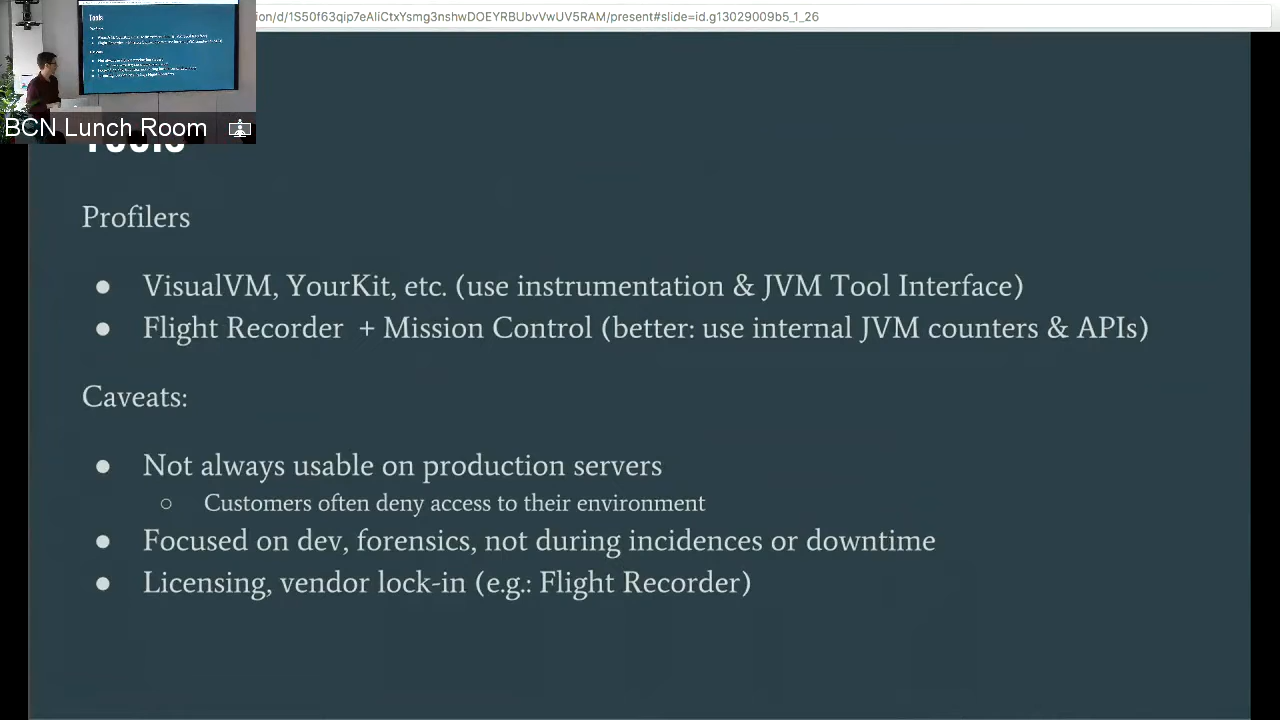 ion/d/1S50f63qip7eAliCtxYsmg3nshwDOEYRBUbvVwUV5RAM/present#slide=id.g13029009b5_1_26
Tools
BCN Lunch Room
Tools
Profilers
● VisualVM, YourKit, etc. (use instrumentation & JVM Tool Interface)
● Flight Recorder + Mission Control (better: use internal JVM counters & APIs)
Caveats:
● Not always usable on production servers
○ Customers often deny access to their environment
● Focused on dev, forensics, not during incidences or downtime
● Licensing, vendor lock-in (e.g.: Flight Recorder)